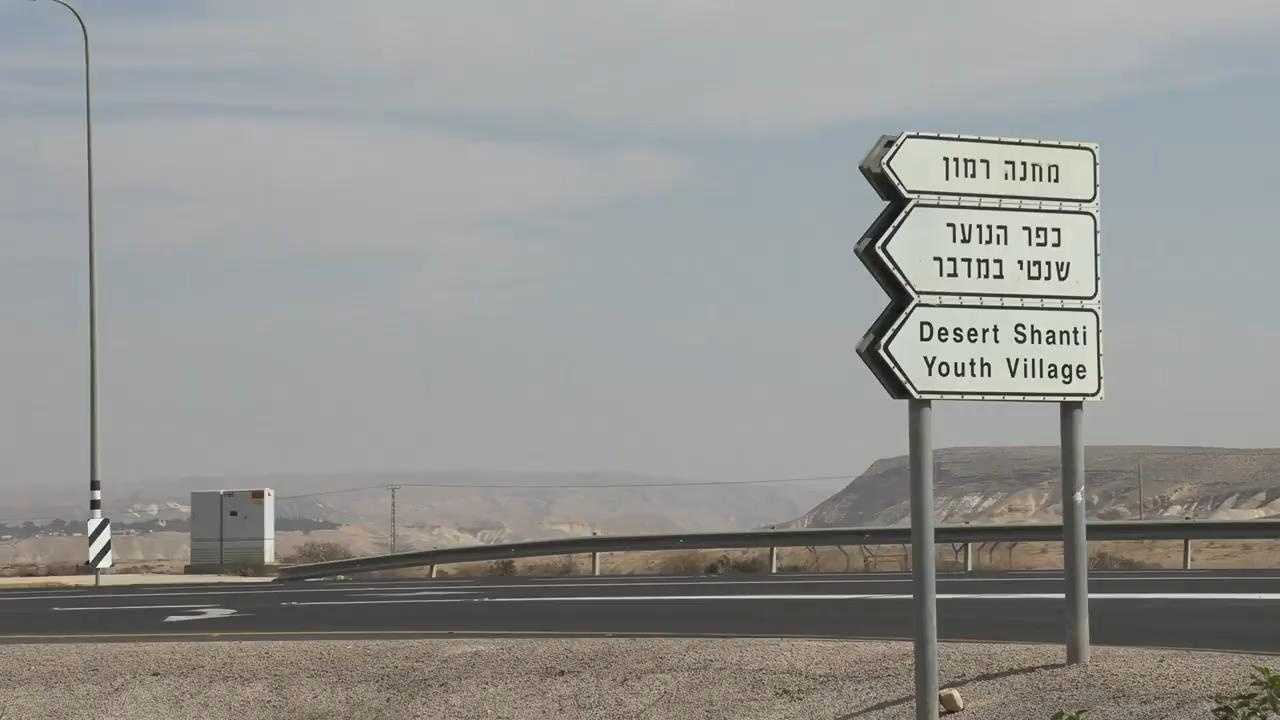 מחנה רמון
כפר הנוער
שנטי במדבר
Desert Shanti
Youth Village